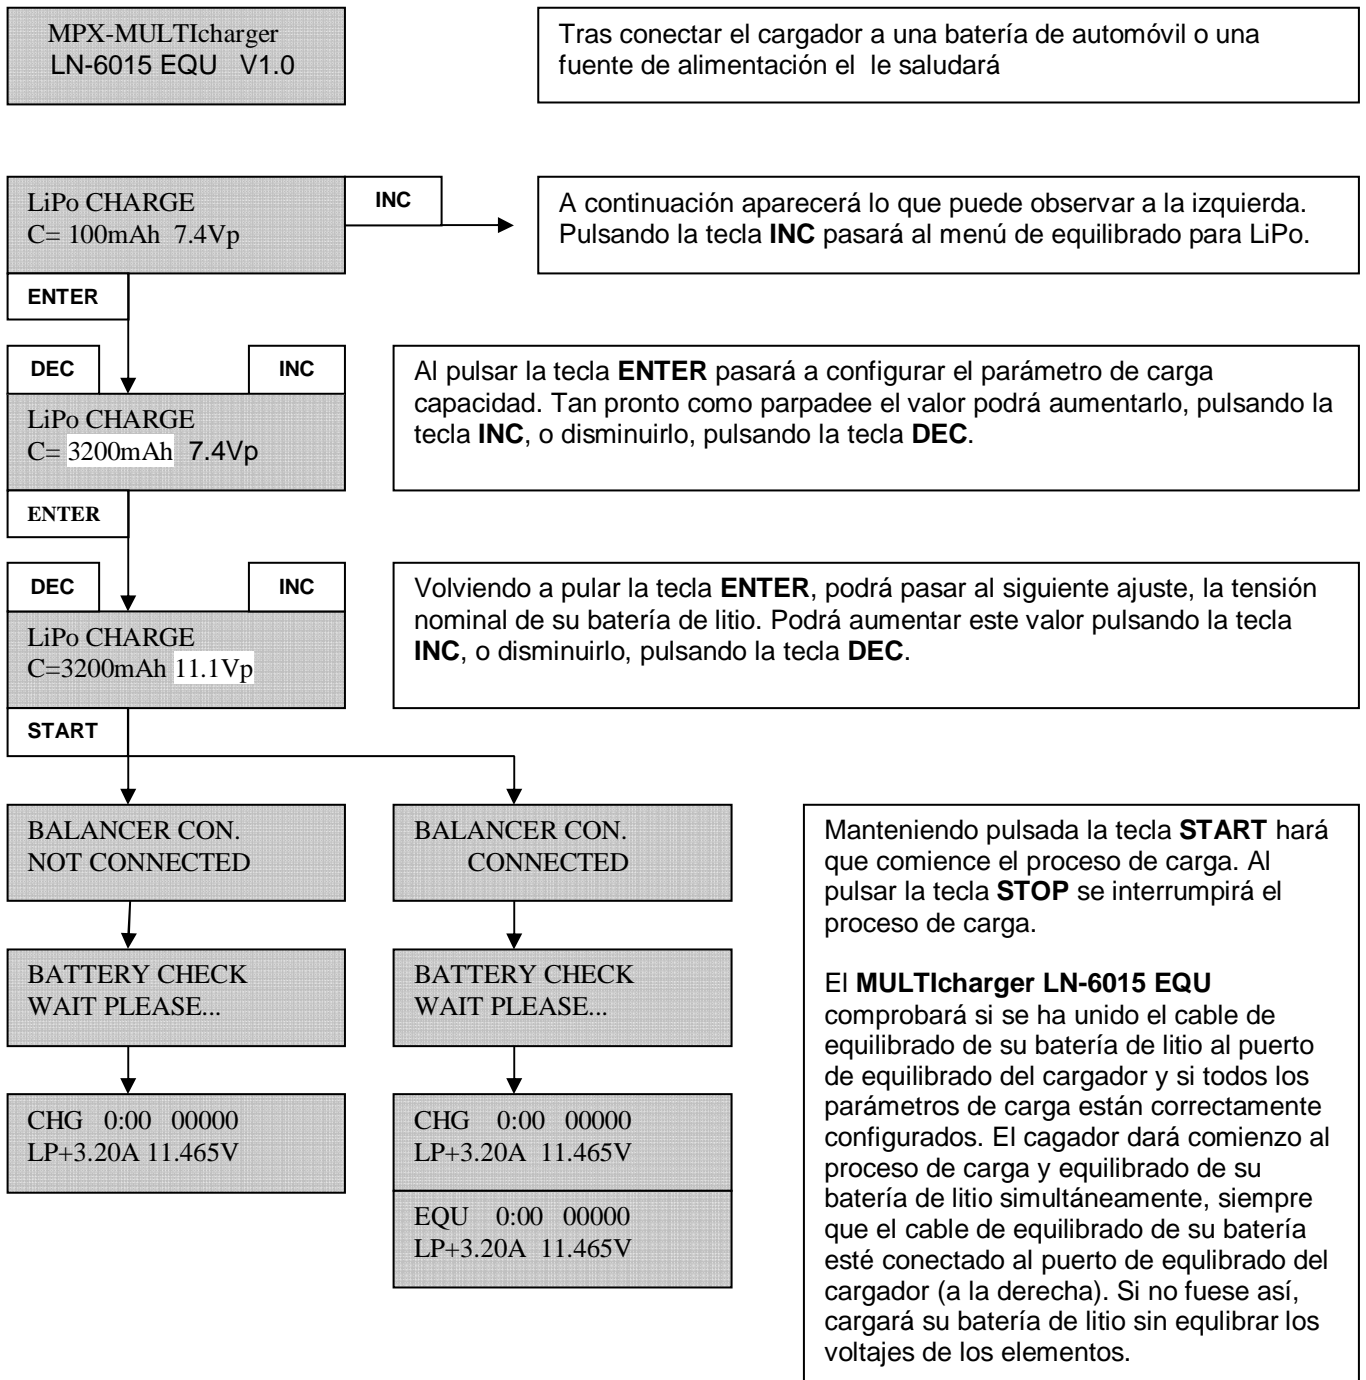 MPX-MULTIcharger
LN-6015 EQU V1.0
Tras conectar el cargador a una batería de automóvil o una
fuente de alimentación el le saludará
LiPo CHARGE
C= 100mAh 7.4Vp
INC
A continuación aparecerá lo que puede observar a la izquierda.
Pulsando la tecla INC pasará al menú de equilibrado para LiPo.
ENTER
DEC
INC
LiPo CHARGE
C= 3200mAh 7.4Vp
Al pulsar la tecla ENTER pasará a configurar el parámetro de carga
capacidad. Tan pronto como parpadee el valor podrá aumentarlo, pulsando la
tecla INC, o disminuirlo, pulsando la tecla DEC.
ENTER
DEC
INC
LiPo CHARGE
C=3200mAh 11.1Vp
Volviendo a pular la tecla ENTER, podrá pasar al siguiente ajuste, la tensión
nominal de su batería de litio. Podrá aumentar este valor pulsando la tecla
INC, o disminuirlo, pulsando la tecla DEC.
START
BALANCER CON.
NOT CONNECTED
BALANCER CON.
CONNECTED
BATTERY CHECK
WAIT PLEASE...
BATTERY CHECK
WAIT PLEASE...
CHG 0:00 00000
LP+3.20A 11.465V
CHG 0:00 00000
LP+3.20A 11.465V
EQU 0:00 00000
LP+3.20A 11.465V
Manteniendo pulsada la tecla START hará
que comience el proceso de carga. Al
pulsar la tecla STOP se interrumpirá el
proceso de carga.
El MULTIcharger LN-6015 EQU
comprobará si se ha unido el cable de
equilibrado de su batería de litio al puerto
de equilibrado del cargador y si todos los
parámetros de carga están correctamente
configurados. El cagador dará comienzo al
proceso de carga y equilibrado de su
batería de litio simultáneamente, siempre
que el cable de equilibrado de su batería
esté conectado al puerto de equlibrado del
cargador (a la derecha). Si no fuese así,
cargará su batería de litio sin equlibrar los
voltajes de los elementos.